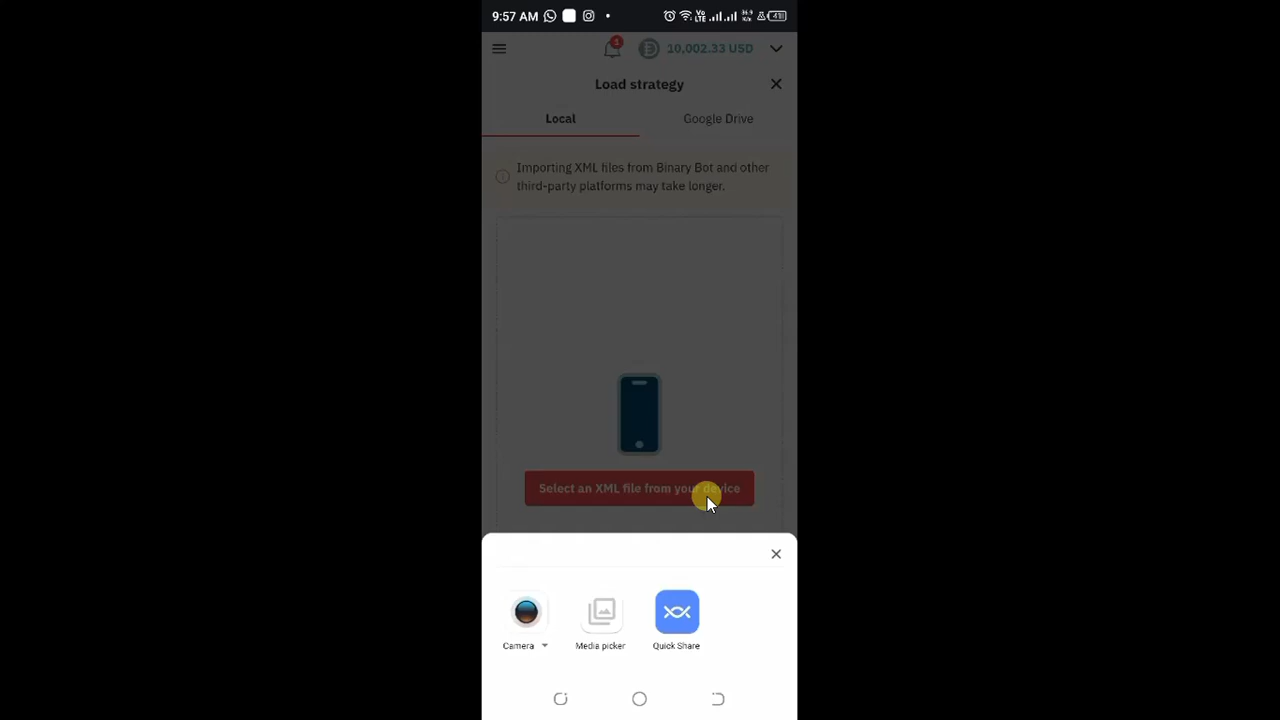 9:57 AM
10,002.33 USD
1
Load strategy
Local
Google Drive
Importing XML files from Binary Bot and other
third-party platforms may take longer.
Select an XML file from your device
Camera
Media picker
Quick Share